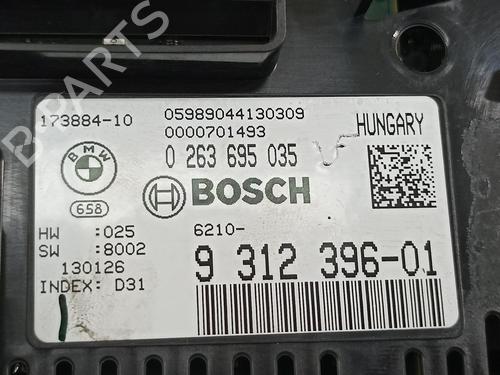 B-PARTS
173884-10
05989044130309
0000701493
HUNGARY
BMW
0 263 695 035
BOSCH
658
HW :025
SW :8002
130126
INDEX: D31
6210-
9 312 396-01